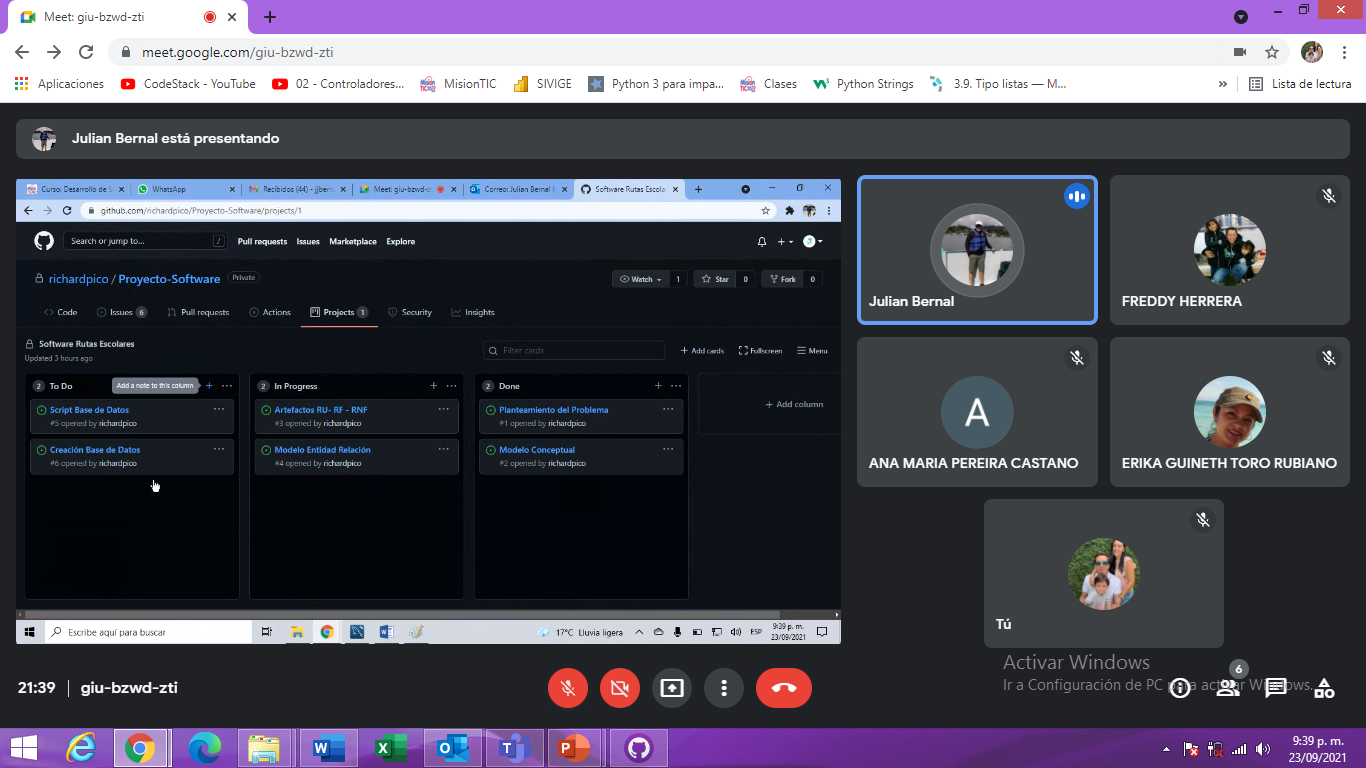 Meet: giu-bzwd-zti
meet.google.com/giu-bzwd-zti
Aplicaciones
CodeStack - YouTube
02 - Controladores...
MisionTIC
SIVIGE
Python 3 para impa...
Clases
Python Strings
3.9. Tipo listas — M...
»
Lista de lectura
Julian Bernal está presentando
Curso: Desarrollo de S
WhatsApp
Recibidos (44) - jjbern
Meet: giu-bzwd-z
Correo: Julian Bernal M
Software Rutas Escola
github.com/richardpico/Proyecto-Software/projects/1
Search or jump to...
/
Pull requests
Issues
Marketplace
Explore
richardpico / Proyecto-Software
Private
Watch
1
Star
0
Fork
0
Code
Issues 6
Pull requests
Actions
Projects 1
Security
Insights
Software Rutas Escolares
Updated 3 hours ago
Filter cards
+ Add cards
Fullscreen
Menu
2 To Do
Add a note to this column
Script Base de Datos
#5 opened by richardpico
Creación Base de Datos
#6 opened by richardpico
2 In Progress
Artefactos RU- RF - RNF
#3 opened by richardpico
Modelo Entidad Relación
#4 opened by richardpico
2 Done
Planteamiento del Problema
#1 opened by richardpico
Modelo Conceptual
#2 opened by richardpico
+ Add column
Escribe aquí para buscar
17°C Lluvia ligera
ESP
9:39 p. m.
23/09/2021
Julian Bernal
FREDDY HERRERA
A
ANA MARIA PEREIRA CASTANO
ERIKA GUINETH TORO RUBIANO
Tú
Activar Windows
Ir a Configuración de PC para activar Windows.
21:39 | giu-bzwd-zti
6
9:39 p. m.
23/09/2021